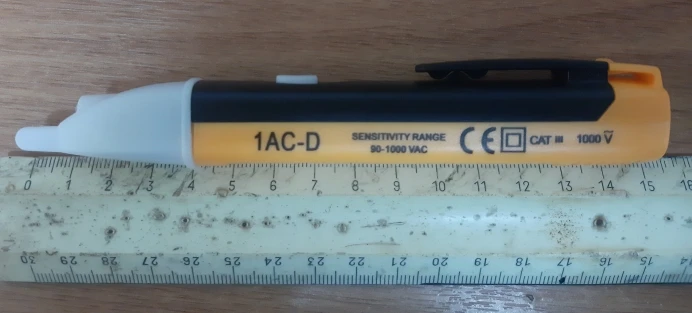 1AC-D
SENSITIVITY RANGE
90-1000 VAC
CE
CAT III
1000 V
0 1 2 3 4 5 6 7 8 9 10 11 12 13 14 15
30 29 28 27 26 25 24 23 22 21 20 19 18 17 16 15 14